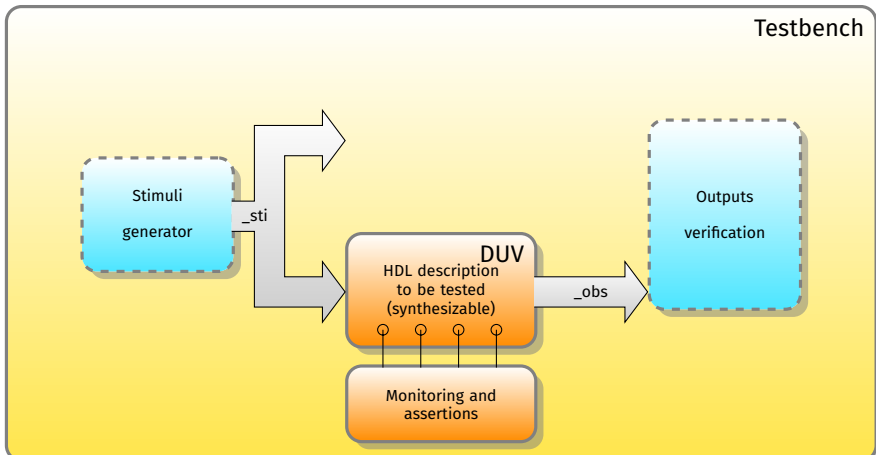 Testbench
Stimuli
generator
_sti
DUV
HDL description
to be tested
(synthesizable)
_obs
Outputs
verification
Monitoring and
assertions